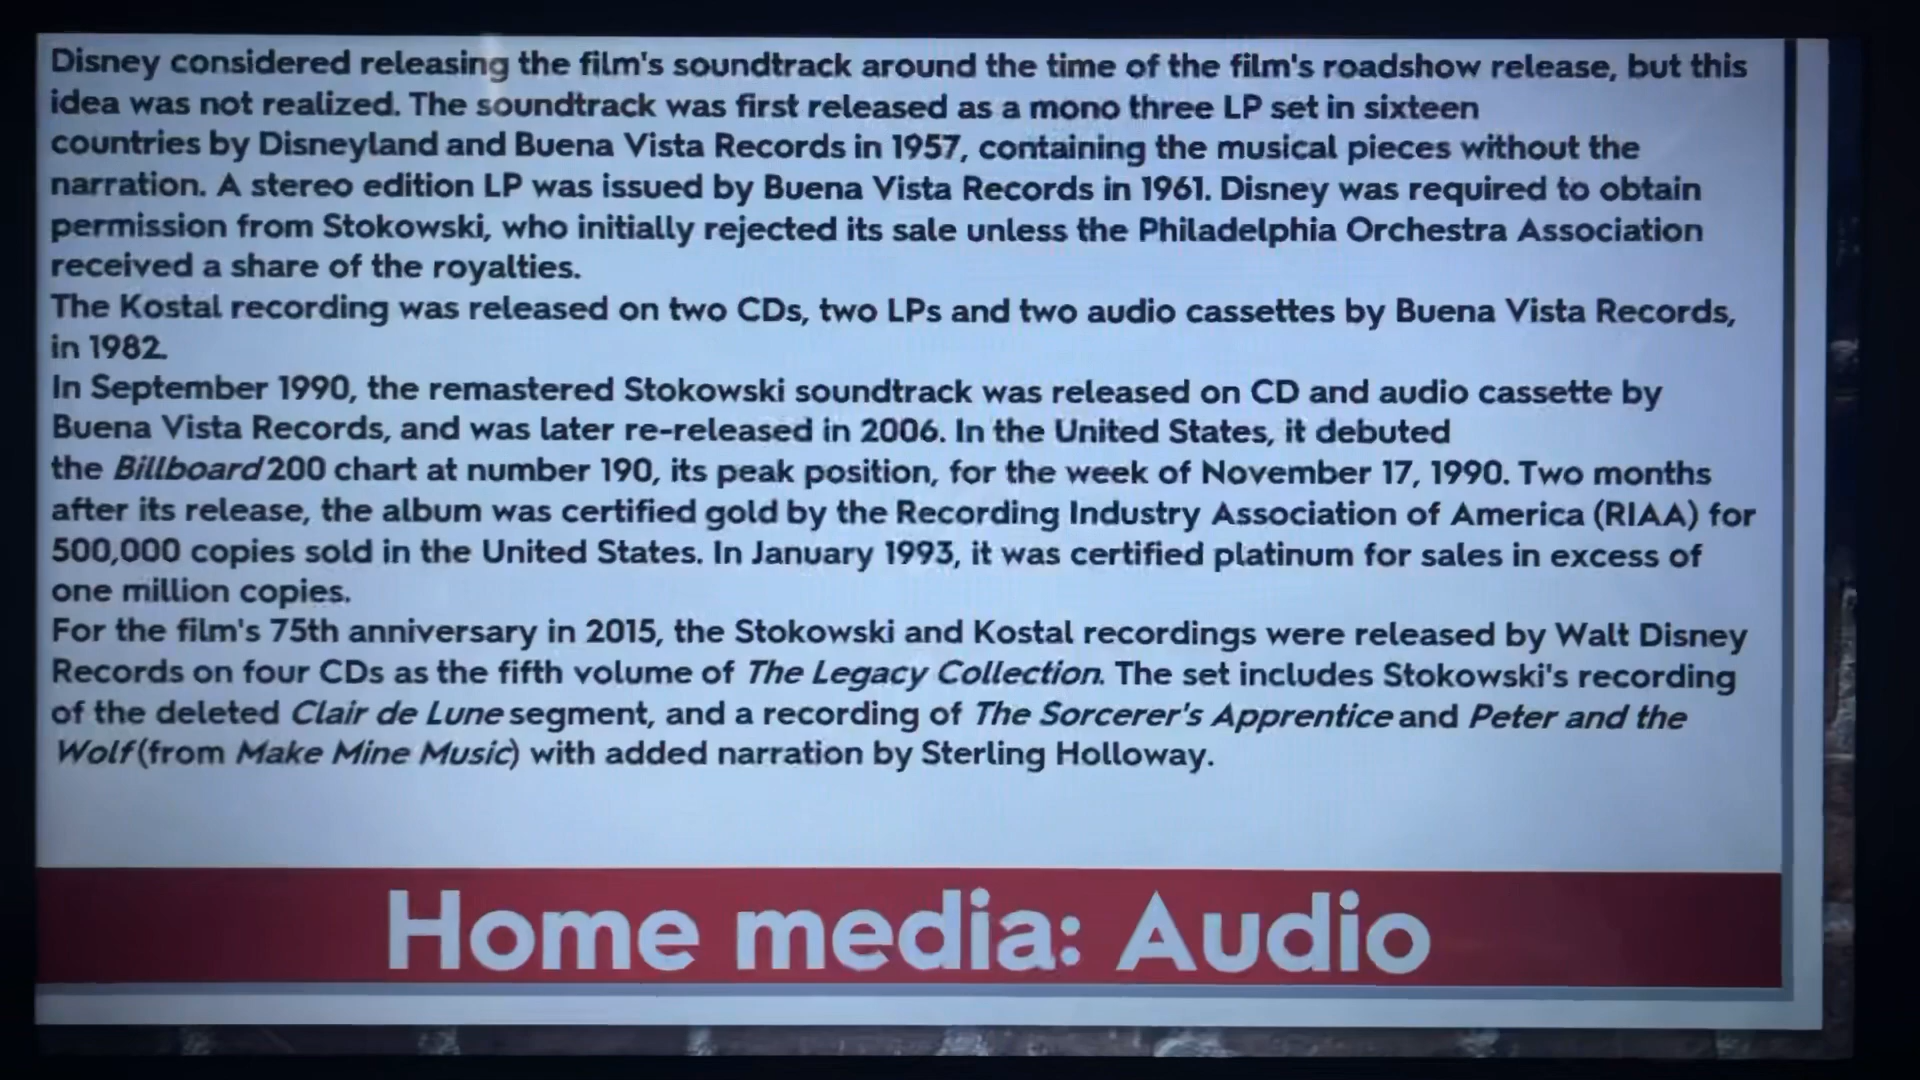 Disney considered releasing the film's soundtrack around the time of the film's roadshow release, but this
idea was not realized. The soundtrack was first released as a mono three LP set in sixteen
countries by Disneyland and Buena Vista Records in 1957, containing the musical pieces without the
narration. A stereo edition LP was issued by Buena Vista Records in 1961. Disney was required to obtain
permission from Stokowski, who initially rejected its sale unless the Philadelphia Orchestra Association
received a share of the royalties.
The Kostal recording was released on two CDs, two LPs and two audio cassettes by Buena Vista Records,
in 1982.
In September 1990, the remastered Stokowski soundtrack was released on CD and audio cassette by
Buena Vista Records, and was later re-released in 2006. In the United States, it debuted
the Billboard 200 chart at number 190, its peak position, for the week of November 17, 1990. Two months
after its release, the album was certified gold by the Recording Industry Association of America (RIAA) for
500,000 copies sold in the United States. In January 1993, it was certified platinum for sales in excess of
one million copies.
For the film's 75th anniversary in 2015, the Stokowski and Kostal recordings were released by Walt Disney
Records on four CDs as the fifth volume of The Legacy Collection. The set includes Stokowski's recording
of the deleted Clair de Lune segment, and a recording of The Sorcerer's Apprentice and Peter and the
Wolf (from Make Mine Music) with added narration by Sterling Holloway.
Home media: Audio